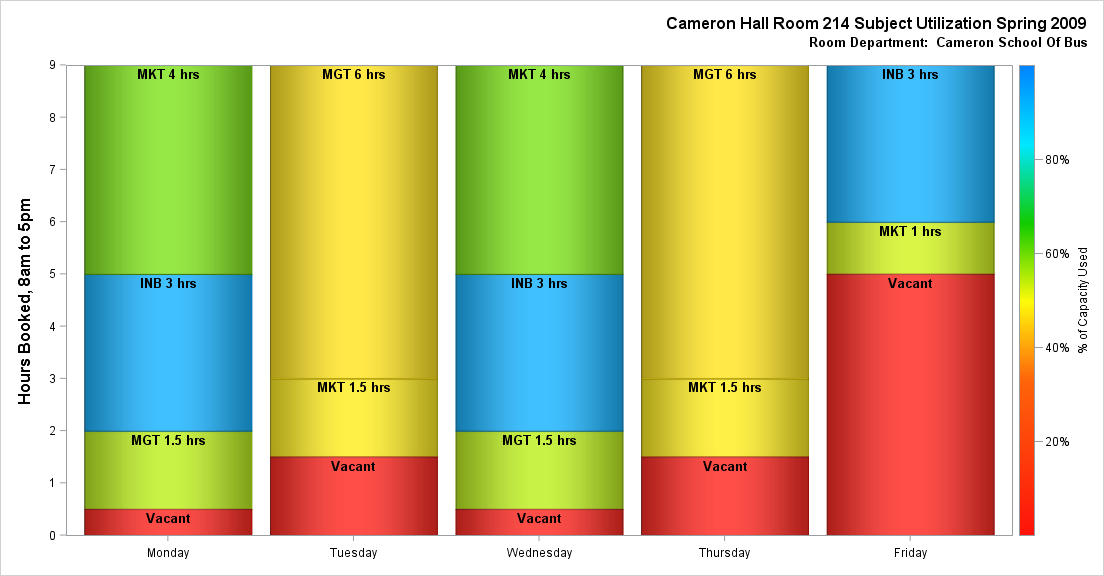 Cameron Hall Room 214 Subject Utilization Spring 2009
Room Department:  Cameron School Of Bus
Hours Booked, 8am to 5pm
9
8
7
6
5
4
3
2
1
0
MKT 4 hrs
INB 3 hrs
MGT 1.5 hrs
Vacant
Monday
MGT 6 hrs
MKT 1.5 hrs
Vacant
Tuesday
MKT 4 hrs
INB 3 hrs
MGT 1.5 hrs
Vacant
Wednesday
MGT 6 hrs
MKT 1.5 hrs
Vacant
Thursday
INB 3 hrs
MKT 1 hrs
Vacant
Friday
80%
60%
40%
20%
% of Capacity Used